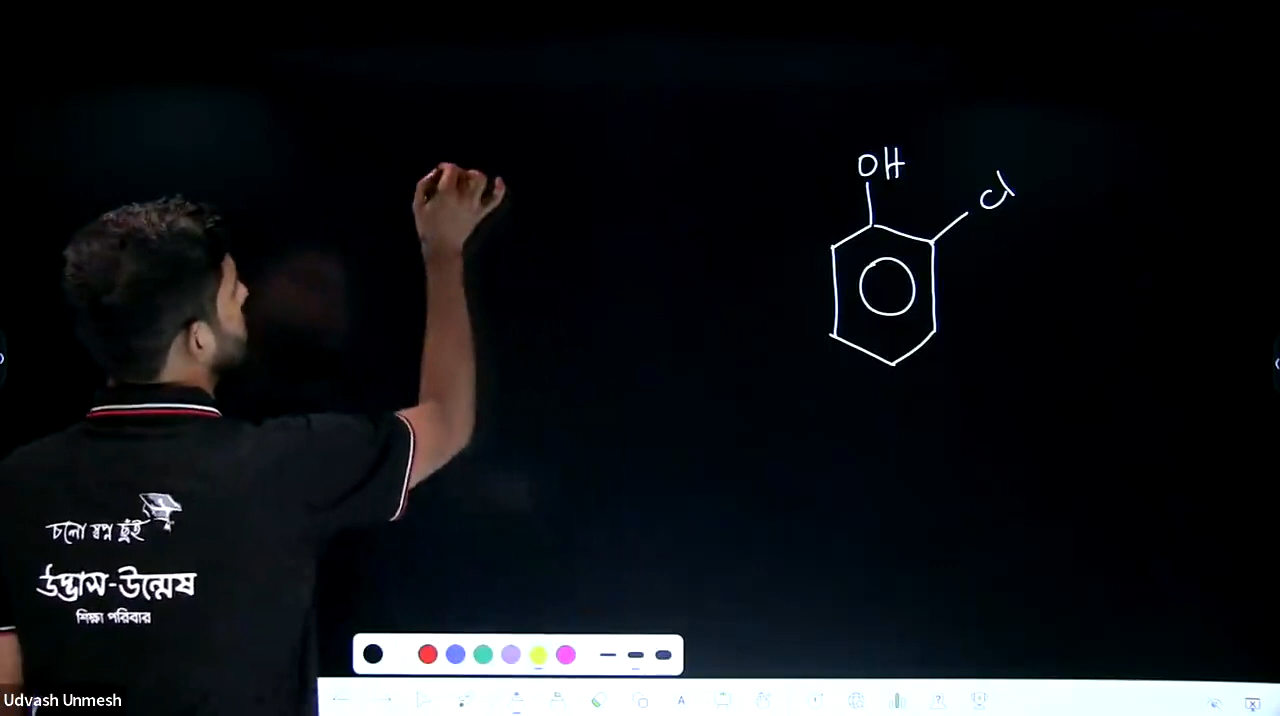 OH
Cl
চলো স্বপ্ন ছুঁই
উদ্ভাস-উন্মেষ
শিক্ষা পরিবার
A
Udvash Unmesh